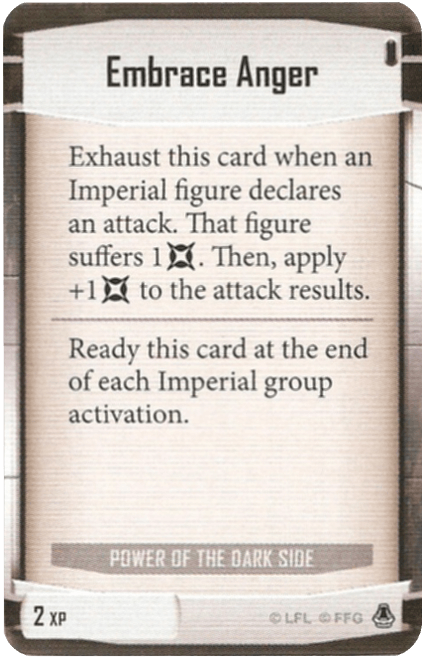 Embrace Anger
Exhaust this card when an
Imperial figure declares
an attack. That figure
suffers 1. Then, apply
+1 to the attack results.
Ready this card at the end
of each Imperial group
activation.
POWER OF THE DARK SIDE
2 XP
© LFL © FFG